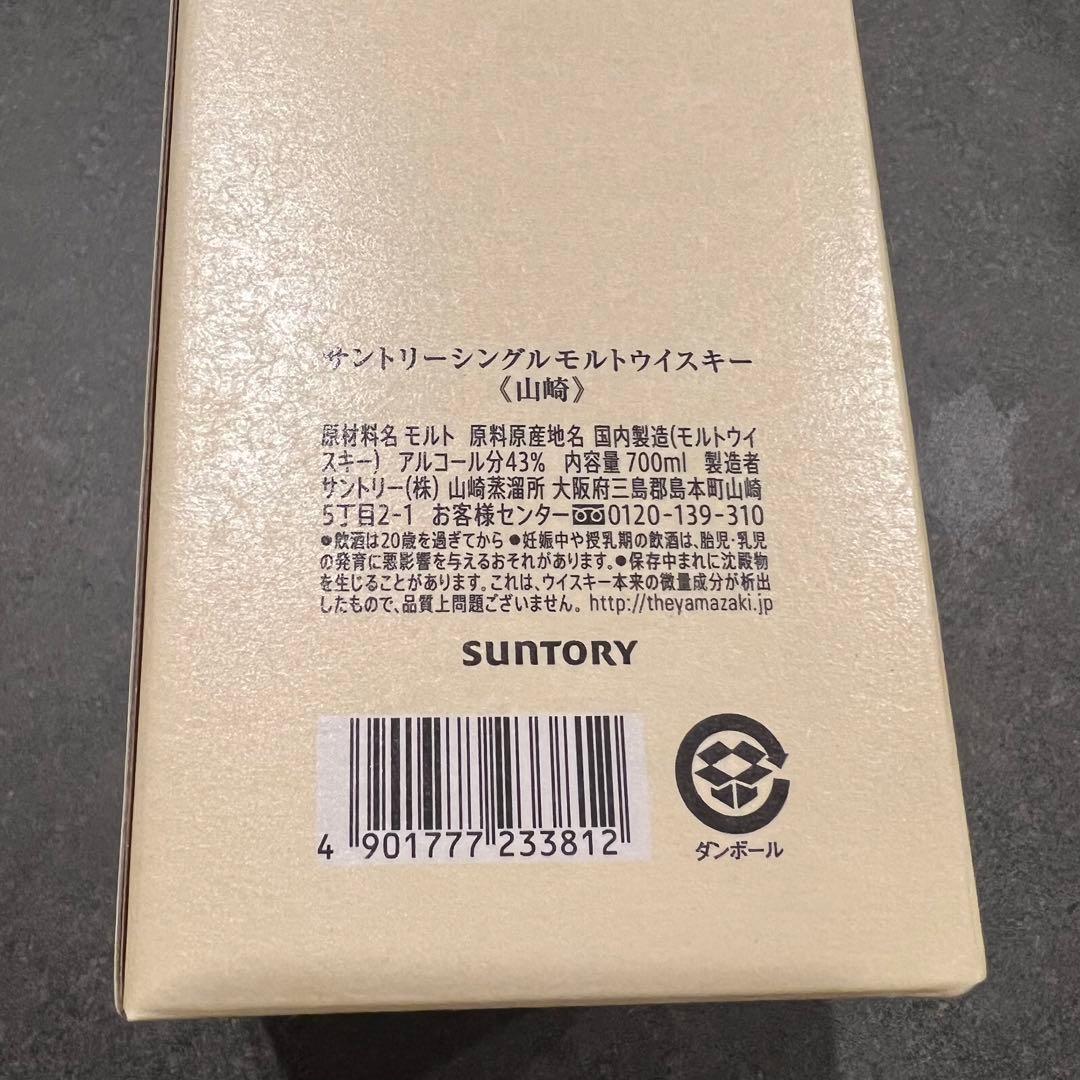 サントリーシングルモルトウイスキー
《山崎》
原材料名 モルト 原料原産地名 国内製造(モルトウイ
スキー) アルコール分43% 内容量 700ml 製造者
サントリー(株) 山崎蒸溜所 大阪府三島郡島本町山崎
5丁目2-1 お客様センター 0120-139-310
●飲酒は20歳を過ぎてから ●妊娠中や授乳期の飲酒は、胎児・乳児
の発育に悪影響を与えるおそれがあります。●保存中まれに沈殿物
を生じることがあります。これは、ウイスキー本来の微量成分が析出
したもので、品質上問題ございません。 http://theyamazaki.jp
SUNTORY
4 901777 233812
ダンボール